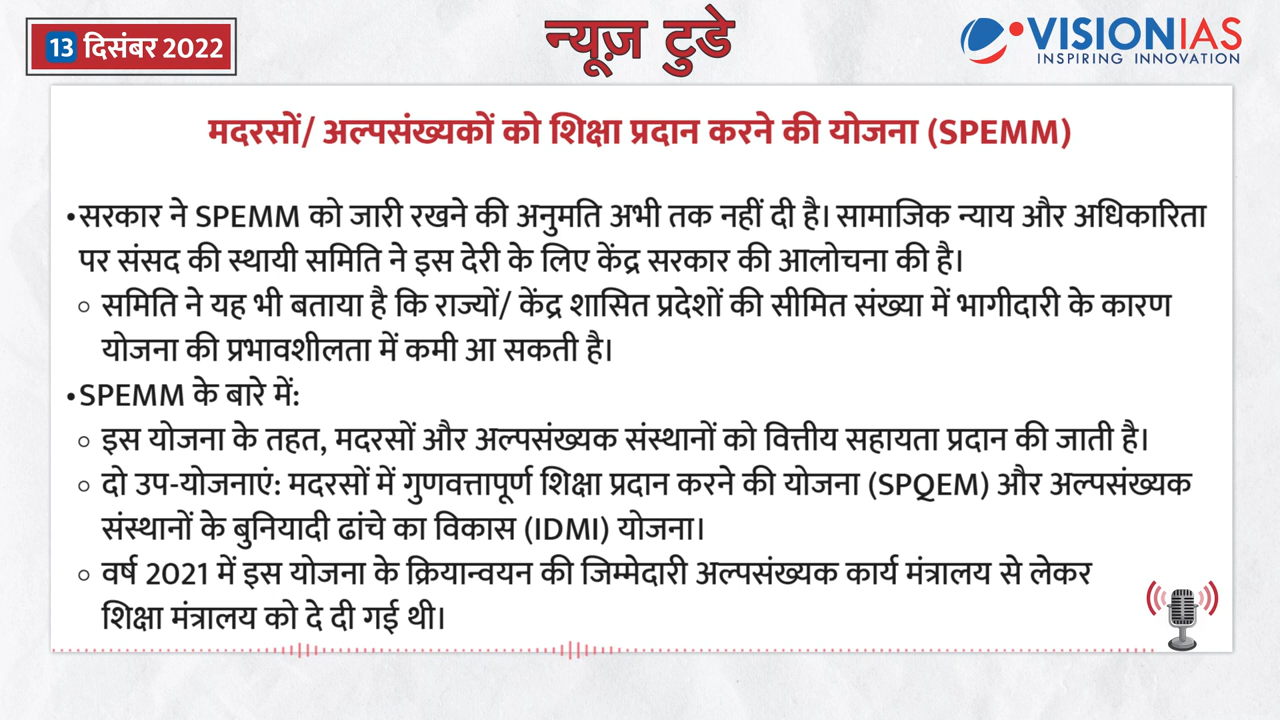 13 दिसंबर 2022
न्यूज़ टुडे
VISIONIAS
INSPIRING INNOVATION
मदरसों/ अल्पसंख्यकों को शिक्षा प्रदान करने की योजना (SPEMM)
•सरकार ने SPEMM को जारी रखने की अनुमति अभी तक नहीं दी है। सामाजिक न्याय और अधिकारिता
पर संसद की स्थायी समिति ने इस देरी के लिए केंद्र सरकार की आलोचना की है।
○ समिति ने यह भी बताया है कि राज्यों/ केंद्र शासित प्रदेशों की सीमित संख्या में भागीदारी के कारण
योजना की प्रभावशीलता में कमी आ सकती है।
•SPEMM के बारे में:
○ इस योजना के तहत, मदरसों और अल्पसंख्यक संस्थानों को वित्तीय सहायता प्रदान की जाती है।
○ दो उप-योजनाएं: मदरसों में गुणवत्तापूर्ण शिक्षा प्रदान करने की योजना (SPQEM) और अल्पसंख्यक
संस्थानों के बुनियादी ढांचे का विकास (IDMI) योजना।
○ वर्ष 2021 में इस योजना के क्रियान्वयन की जिम्मेदारी अल्पसंख्यक कार्य मंत्रालय से लेकर
शिक्षा मंत्रालय को दे दी गई थी।